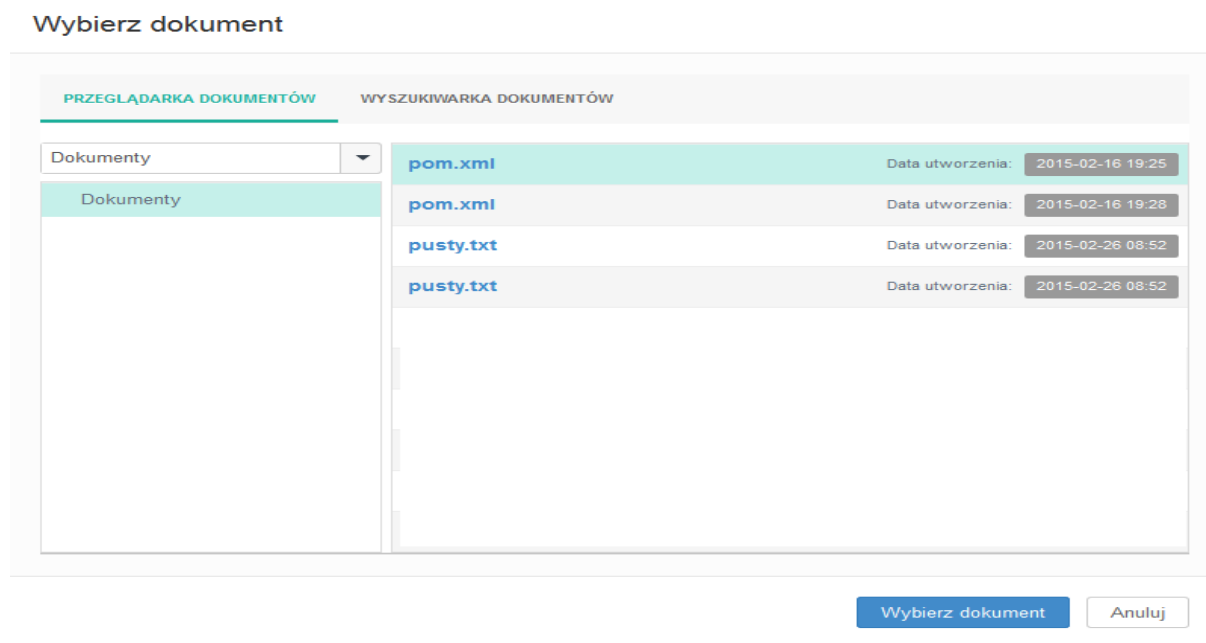 Wybierz dokument
PRZEGLĄDARKA DOKUMENTÓW WYSZUKIWARKA DOKUMENTÓW
Dokumenty
Dokumenty
pom.xml Data utworzenia: 2015-02-16 19:25
pom.xml Data utworzenia: 2015-02-16 19:28
pusty.txt Data utworzenia: 2015-02-26 08:52
pusty.txt Data utworzenia: 2015-02-26 08:52
Wybierz dokument Anuluj